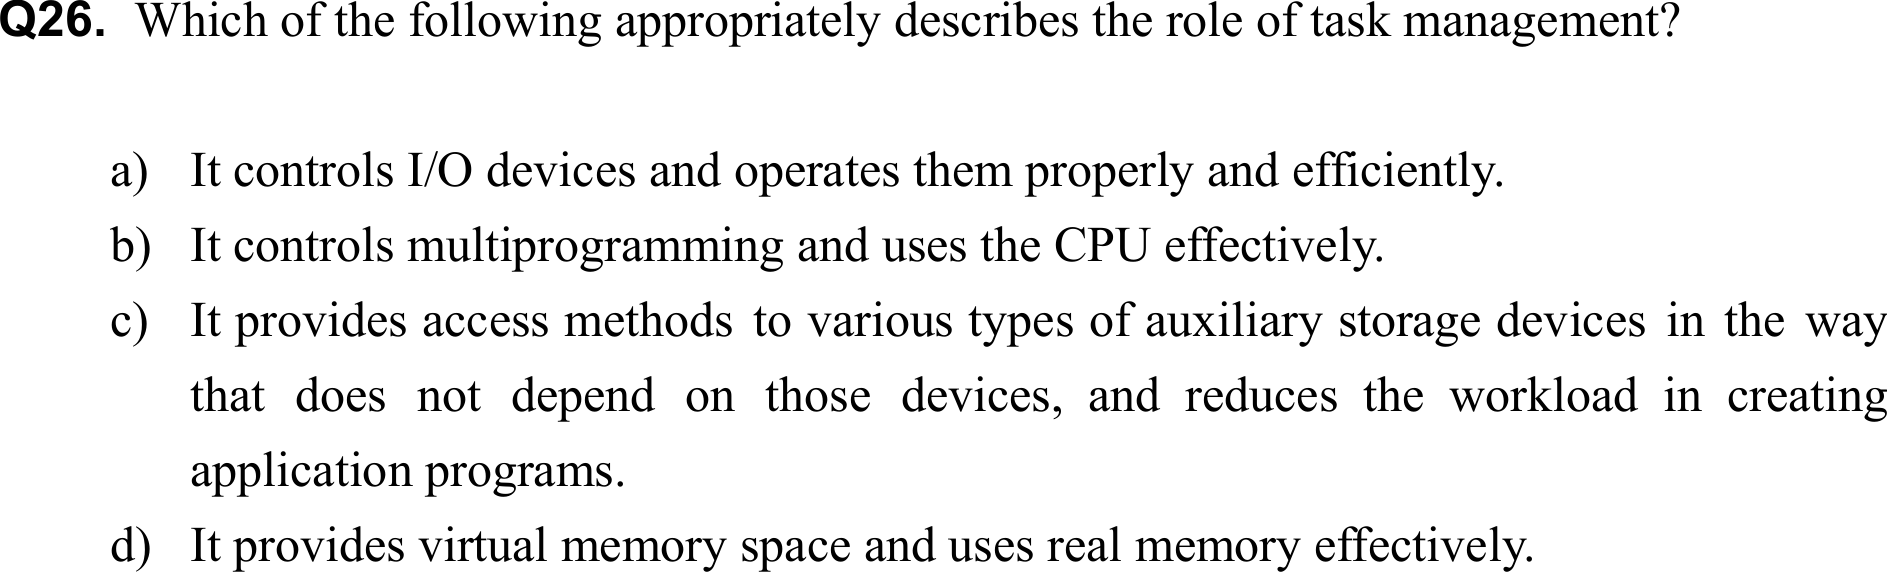 Q26. Which of the following appropriately describes the role of task management?
a) It controls I/O devices and operates them properly and efficiently.
b) It controls multiprogramming and uses the CPU effectively.
c) It provides access methods to various types of auxiliary storage devices in the way
that does not depend on those devices, and reduces the workload in creating
application programs.
d) It provides virtual memory space and uses real memory effectively.